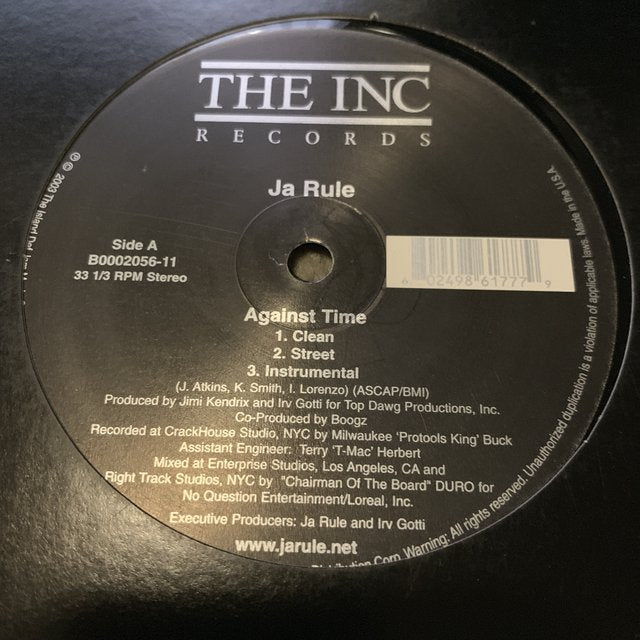 THE INC
RECORDS
Ja Rule
Side A
B0002056-11
33 1/3 RPM Stereo
6 02498 61777 9
Against Time
1. Clean
2. Street
3. Instrumental
(J. Atkins, K. Smith, I. Lorenzo) (ASCAP/BMI)
Produced by Jimi Kendrix and Irv Gotti for Top Dawg Productions, Inc.
Co-Produced by Boogz
Recorded at CrackHouse Studio, NYC by Milwaukee 'Protools King' Buck
Assistant Engineer: Terry 'T-Mac' Herbert
Mixed at Enterprise Studios, Los Angeles, CA and
Right Track Studios, NYC by "Chairman Of The Board" DURO for
No Question Entertainment/Loreal, Inc.
Executive Producers: Ja Rule and Irv Gotti
www.jarule.net
℗ © 2003 The Island Def
Corp. Warning: All rights reserved. Unauthorized duplication is a violation of applicable laws. Made in the U.S.A.